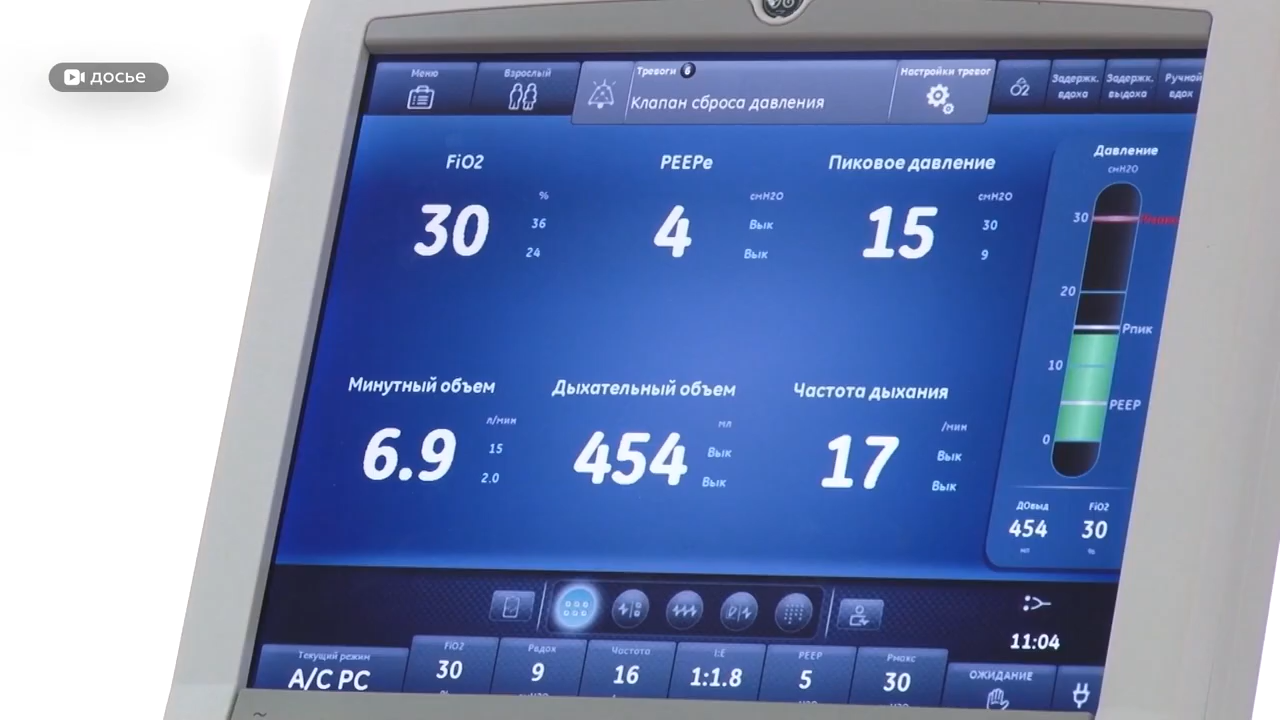 досье
Меню
Взрослый
Тревоги 6
Клапан сброса давления
Настройки тревог
O2
Задержк. вдоха
Задержк. выдоха
Ручной вдох
FiO2
30
%
36
24
PEEPe
4
смH2O
Вык
Вык
Пиковое давление
15
смH2O
30
9
Давление
смH2O
30
20
10
0
Pпик
PEEP
Минутный объем
6.9
л/мин
15
2.0
Дыхательный объем
454
мл
Вык
Вык
Частота дыхания
17
/мин
Вык
Вык
ДОвыд
454
мл
FiO2
30
%
11:04
Текущий режим
A/C PC
FiO2
30
Pвдох
9
Частота
16
I:E
1:1.8
PEEP
5
Pмакс
30
ОЖИДАНИЕ